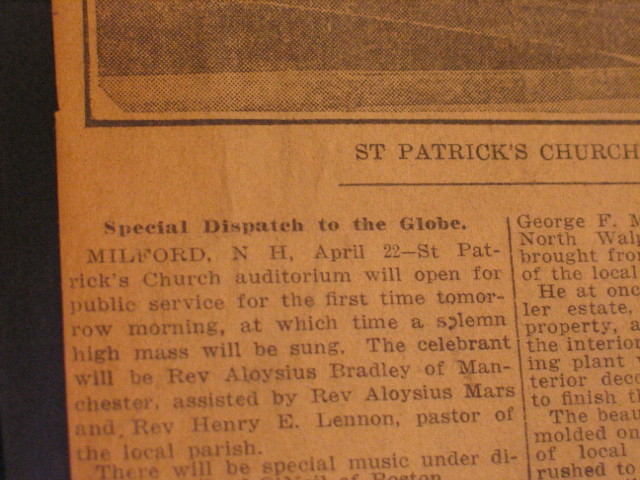 ST PATRICK'S CHURCH
Special Dispatch to the Globe.
MILFORD, N H, April 22—St Pat-
rick's Church auditorium will open for
public service for the first time tomor-
row morning, at which time a solemn
high mass will be sung. The celebrant
will be Rev Aloysius Bradley of Man-
chester, assisted by Rev Aloysius Mars
and Rev Henry E. Lennon, pastor of
the local parish.
There will be special music under di-
of Boston
George F. M
North Walp
brought fro
of the local
He at onc
ler estate,
property, a
the interior
ing plant
terior deco
to finish th
The beau
molded on
of local
rushed to